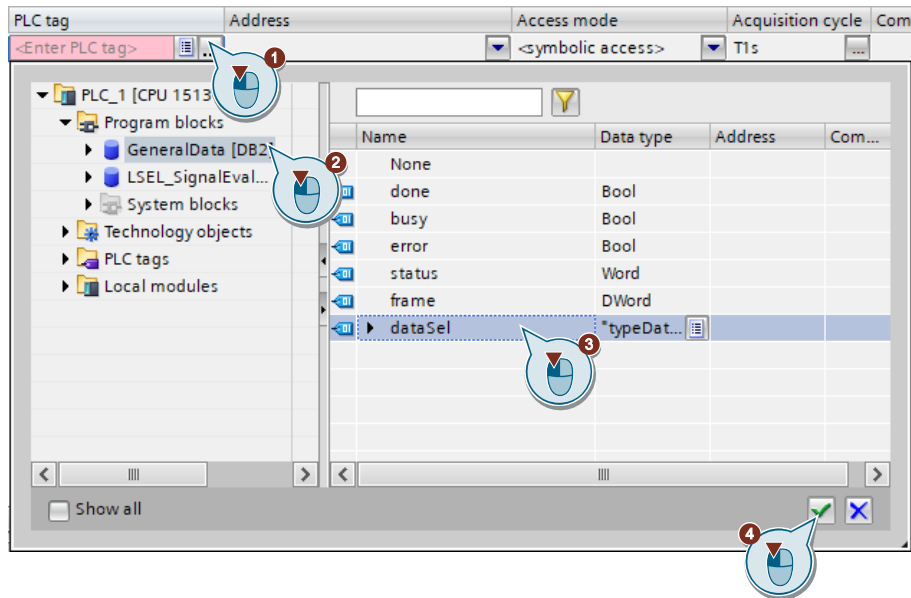 PLC tag Address Access mode Acquisition cycle Com
<Enter PLC tag> ... <symbolic access> T1s ...
1
PLC_1 [CPU 1513
Program blocks
Name Data type Address Com...
GeneralData [DB2]
2
None
LSEL_SignalEval...
done Bool
System blocks
busy Bool
Technology objects
error Bool
PLC tags
status Word
Local modules
frame DWord
dataSel "typeDat...
3
Show all
4